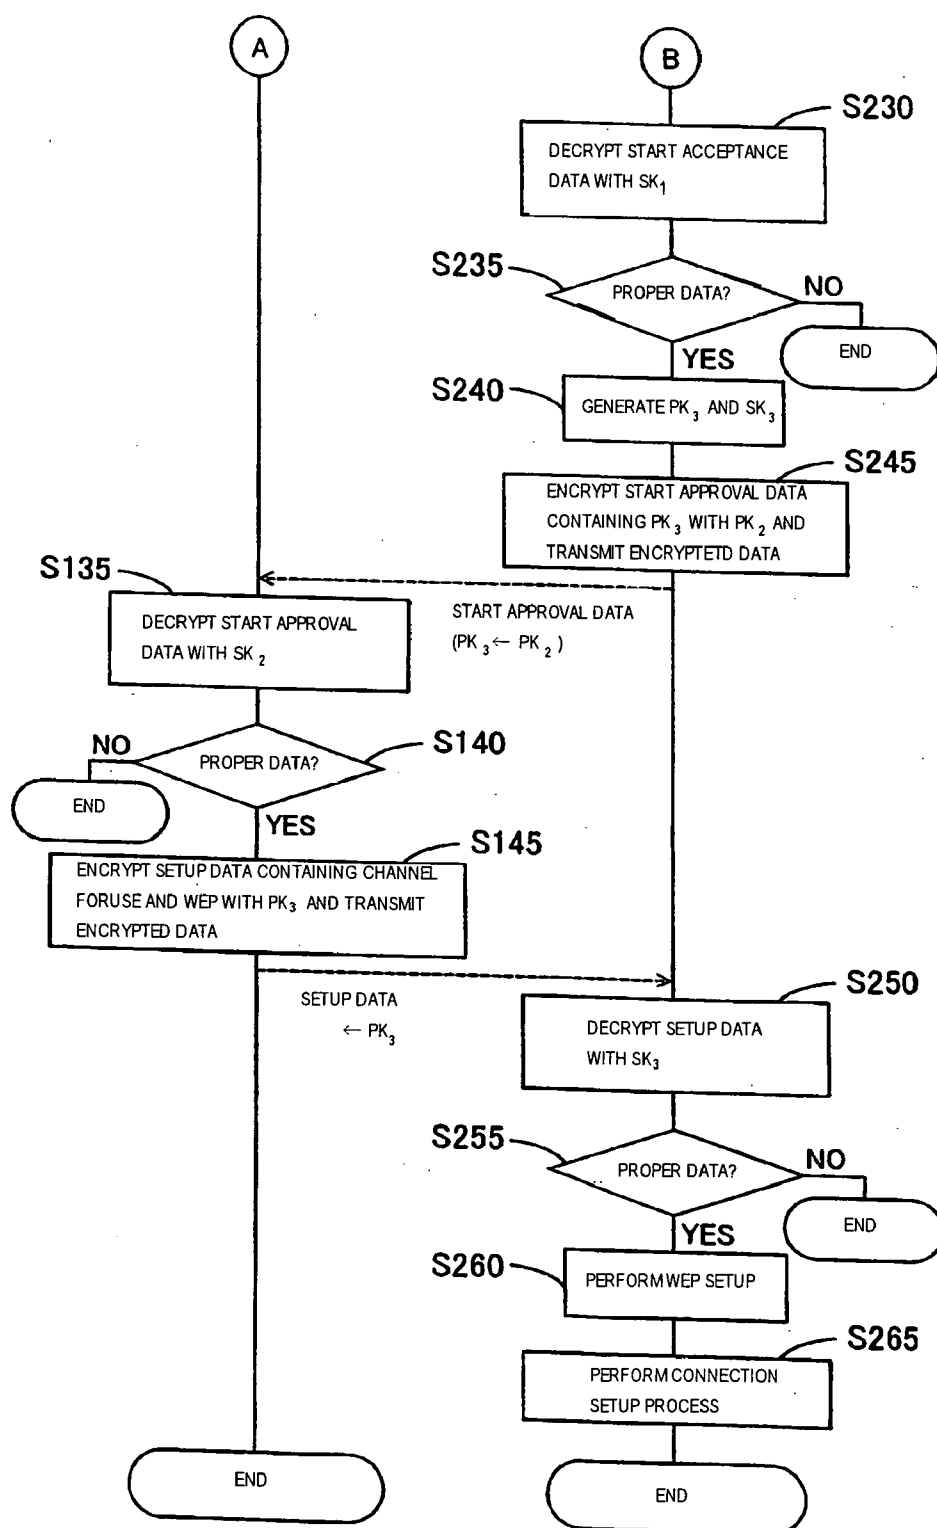 A
B
S230
DECRYPT START ACCEPTANCE
DATA WITH SK1
S235
PROPER DATA?
NO
END
YES
S240
GENERATE PK3 AND SK3
S245
ENCRYPT START APPROVAL DATA
CONTAINING PK3 WITH PK2 AND
TRANSMIT ENCRYPTETD DATA
S135
START APPROVAL DATA
(PK3 ← PK2)
DECRYPT START APPROVAL
DATA WITH SK2
NO
PROPER DATA?
S140
END
YES
S145
ENCRYPT SETUP DATA CONTAINING CHANNEL
FORUSE AND WEP WITH PK3 AND TRANSMIT
ENCRYPTED DATA
SETUP DATA
← PK3
S250
DECRYPT SETUP DATA
WITH SK3
S255
PROPER DATA?
NO
END
YES
S260
PERFORM WEP SETUP
S265
PERFORM CONNECTION
SETUP PROCESS
END
END